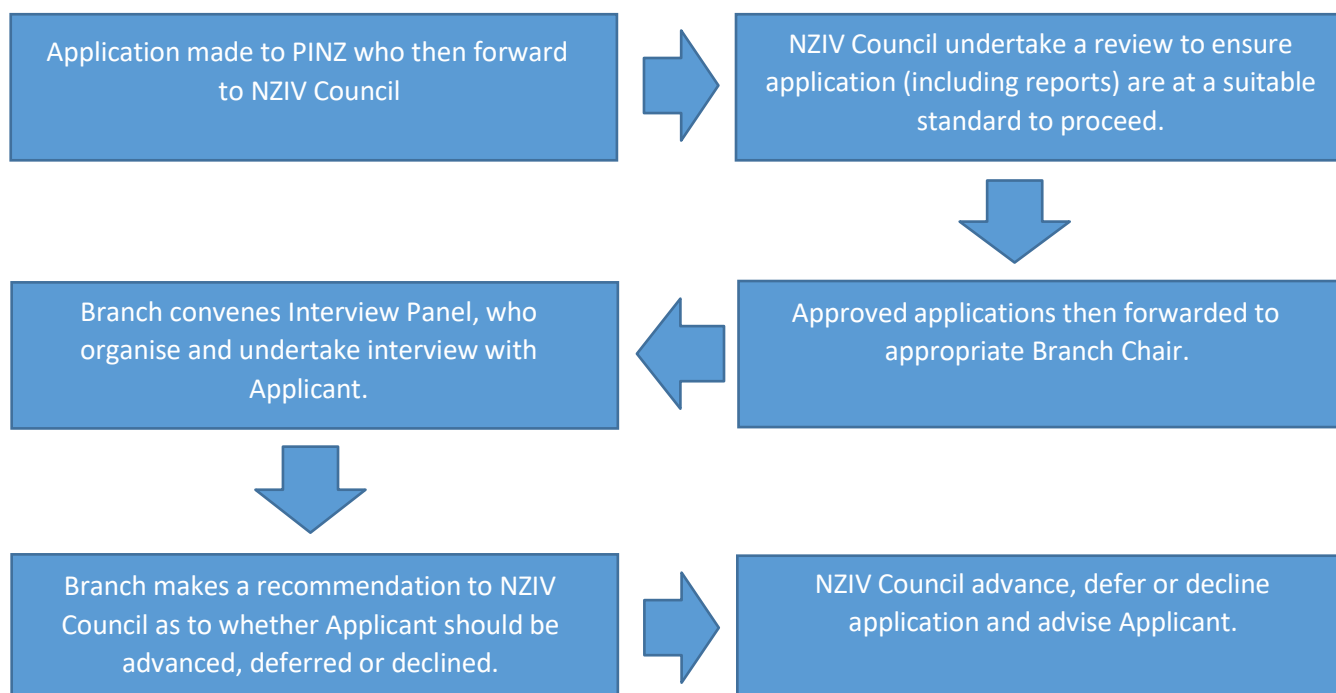 Application made to PINZ who then forward
to NZIV Council
NZIV Council undertake a review to ensure
application (including reports) are at a suitable
standard to proceed.
Approved applications then forwarded to
appropriate Branch Chair.
Branch convenes Interview Panel, who
organise and undertake interview with
Applicant.
Branch makes a recommendation to NZIV
Council as to whether Applicant should be
advanced, deferred or declined.
NZIV Council advance, defer or decline
application and advise Applicant.